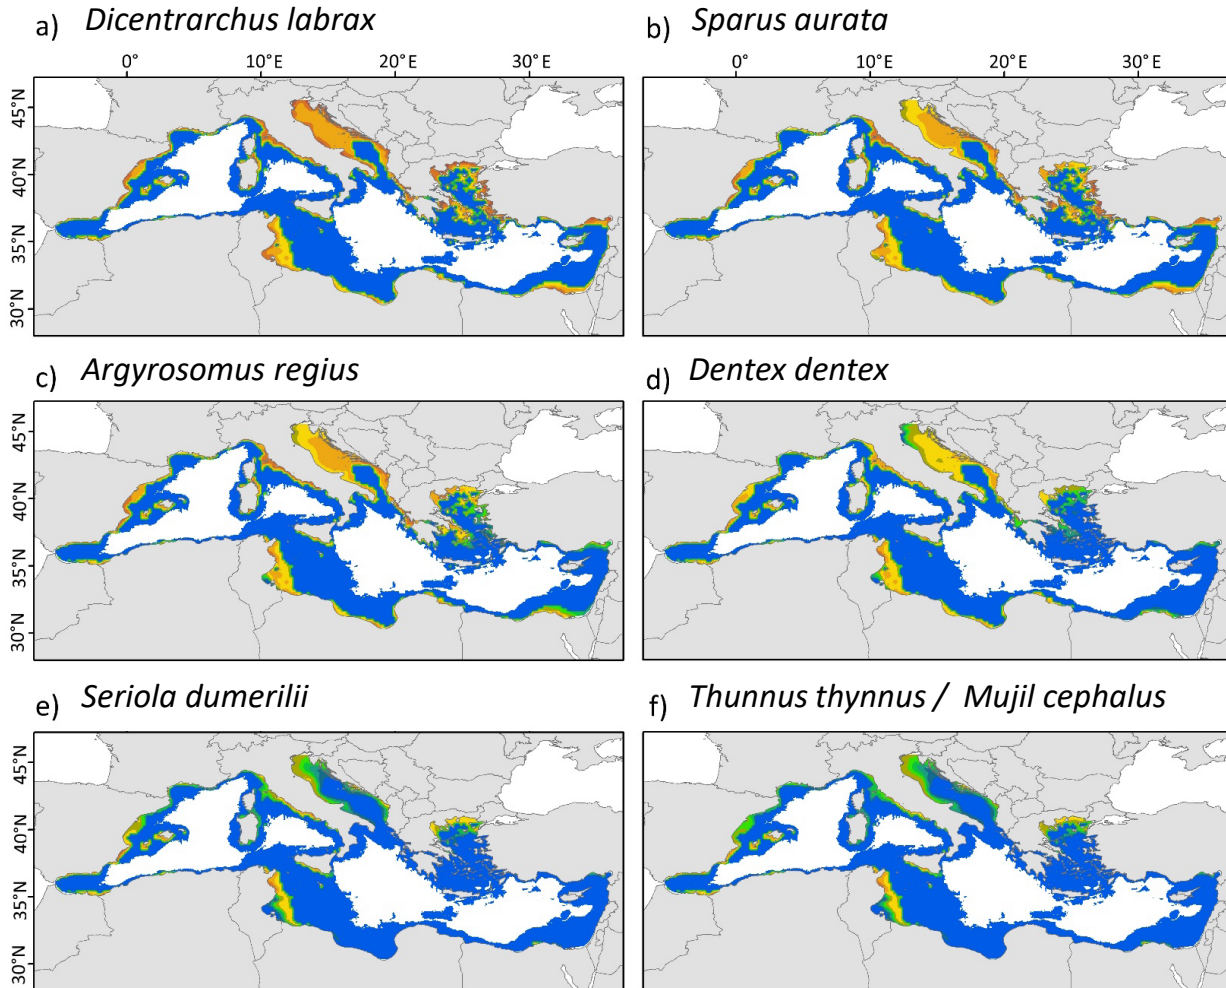 a) Dicentrarchus labrax
b) Sparus aurata
0° 10°E 20°E 30°E
0° 10°E 20°E 30°E
45°N
40°N
35°N
30°N
c) Argyrosomus regius
d) Dentex dentex
45°N
40°N
35°N
30°N
e) Seriola dumerilii
f) Thunnus thynnus / Mujil cephalus
45°N
40°N
35°N
30°N